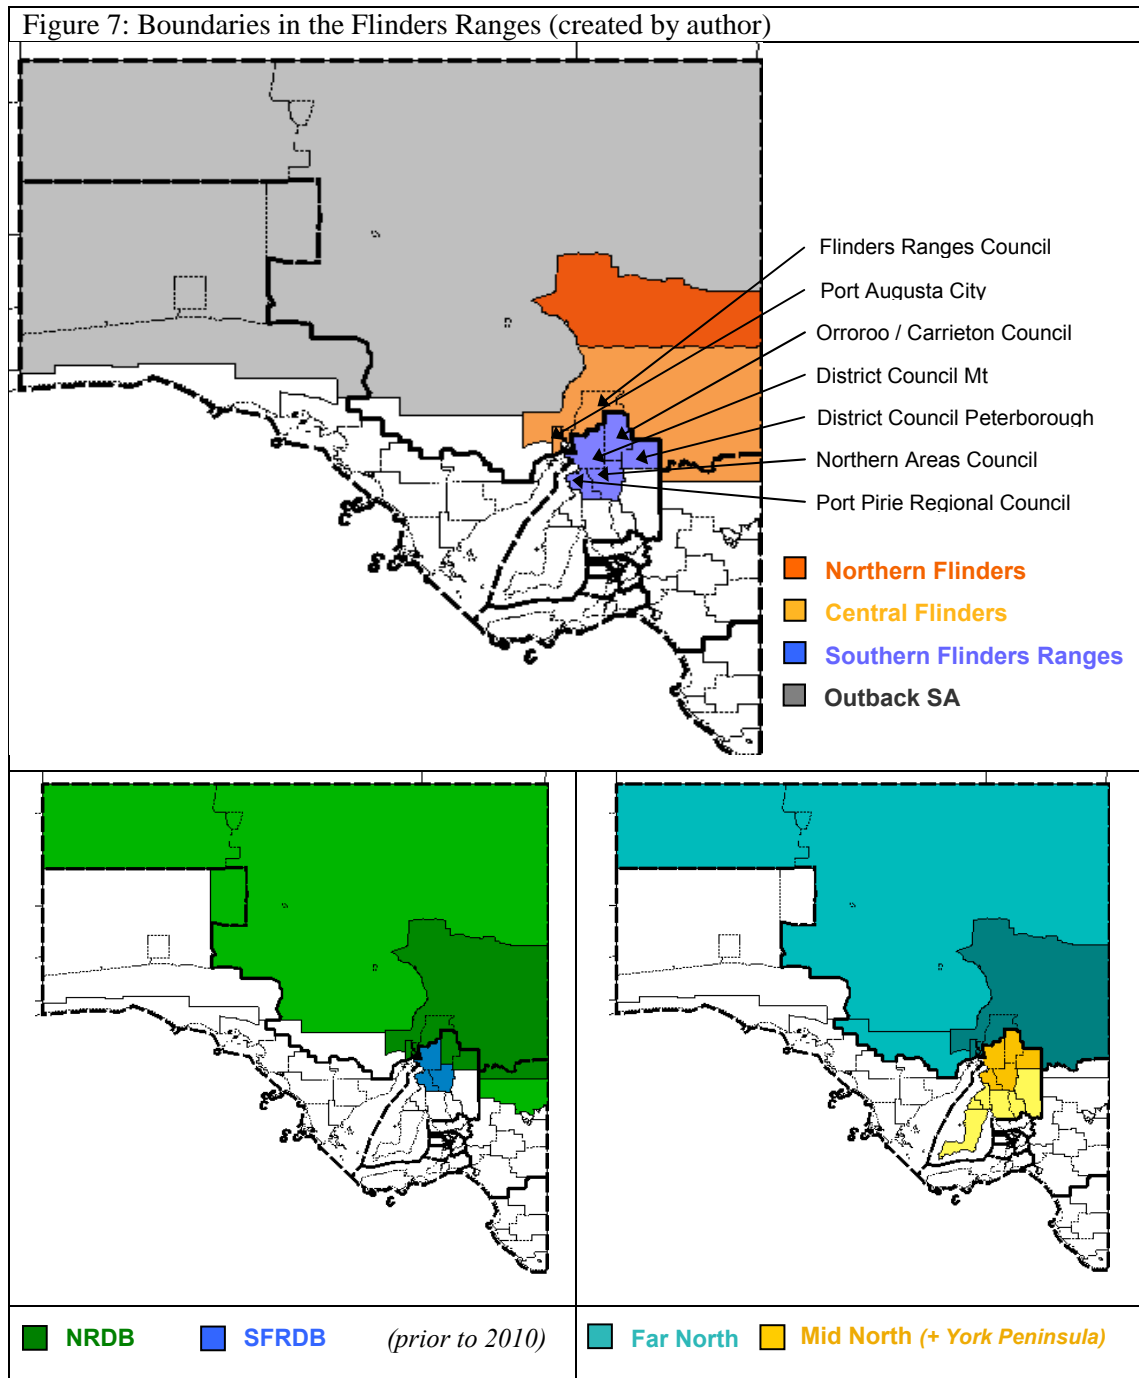 Figure 7: Boundaries in the Flinders Ranges (created by author)
Flinders Ranges Council
Port Augusta City
Orroroo / Carrieton Council
District Council Mt
District Council Peterborough
Northern Areas Council
Port Pirie Regional Council
Northern Flinders
Central Flinders
Southern Flinders Ranges
Outback SA
NRDB SFRDB (prior to 2010)
Far North Mid North (+ York Peninsula)